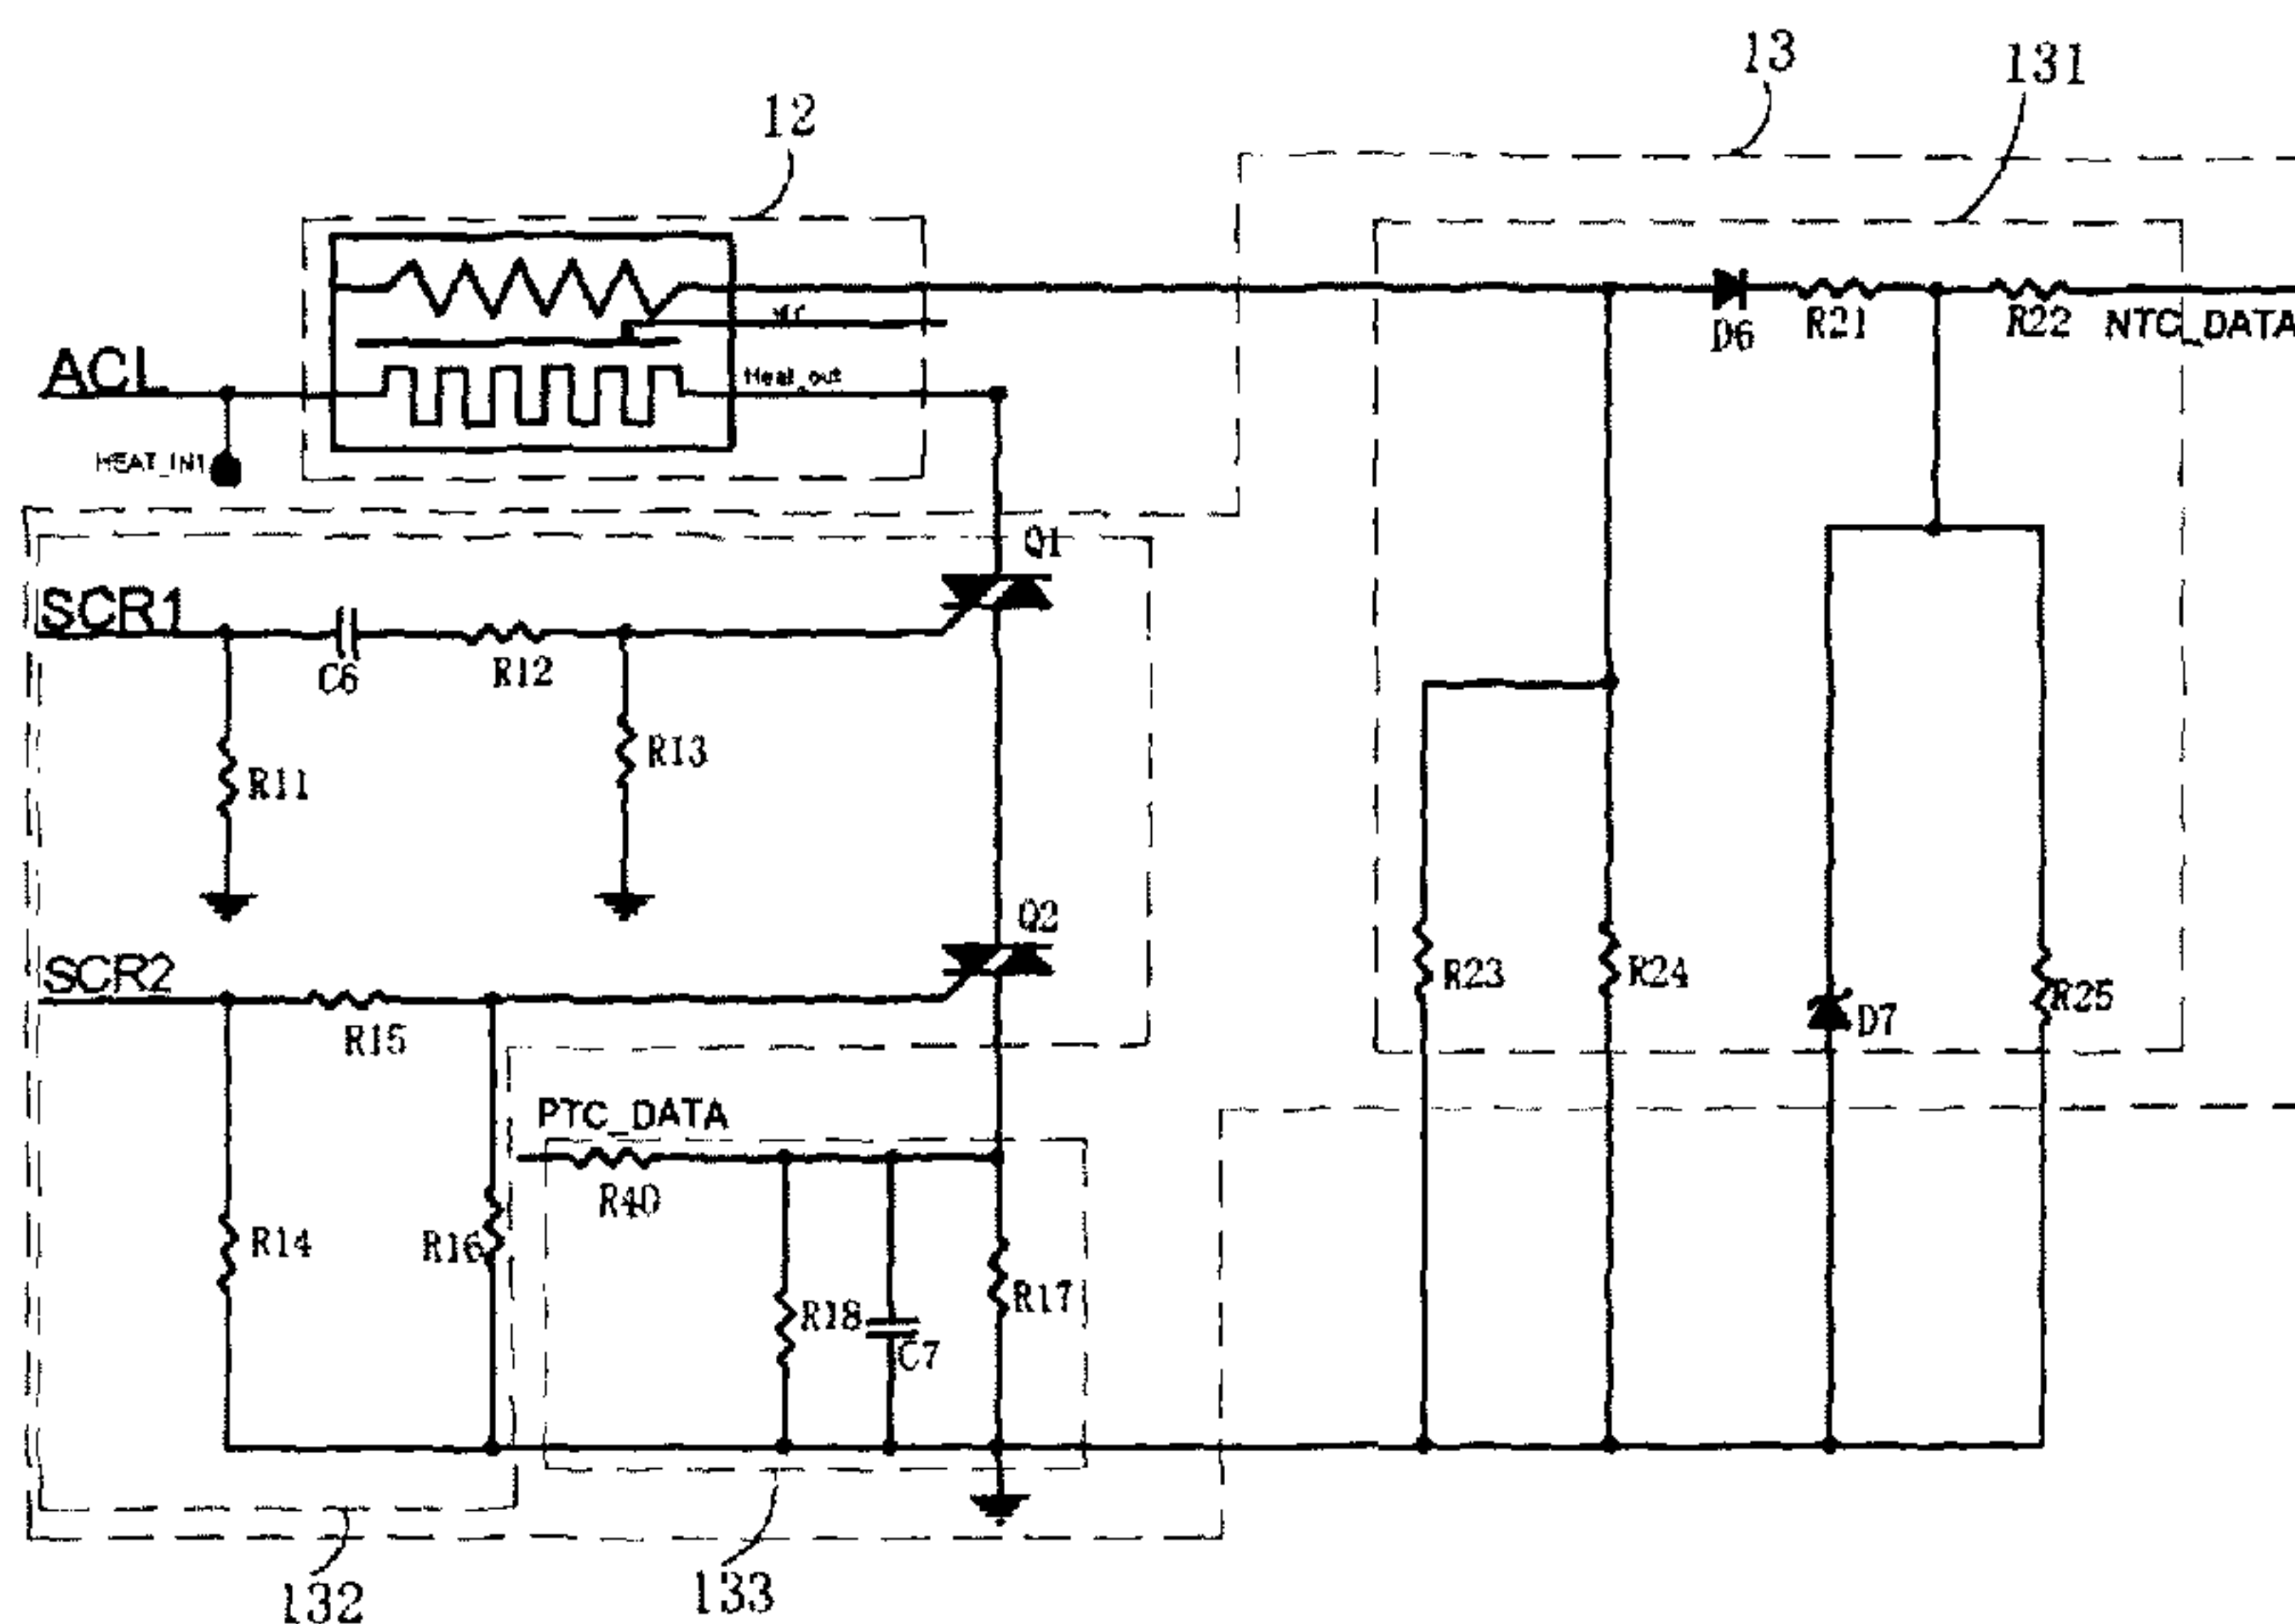 13
131
12
D6
R21
R22
NTC_DATA
ACL
Heat_out
HEAT_IN1
Q1
SCR1
C6
R12
R13
R11
Q2
SCR2
R15
R23
R24
D7
R25
PTC_DATA
R40
R14
R16
R18
C7
R17
132
133